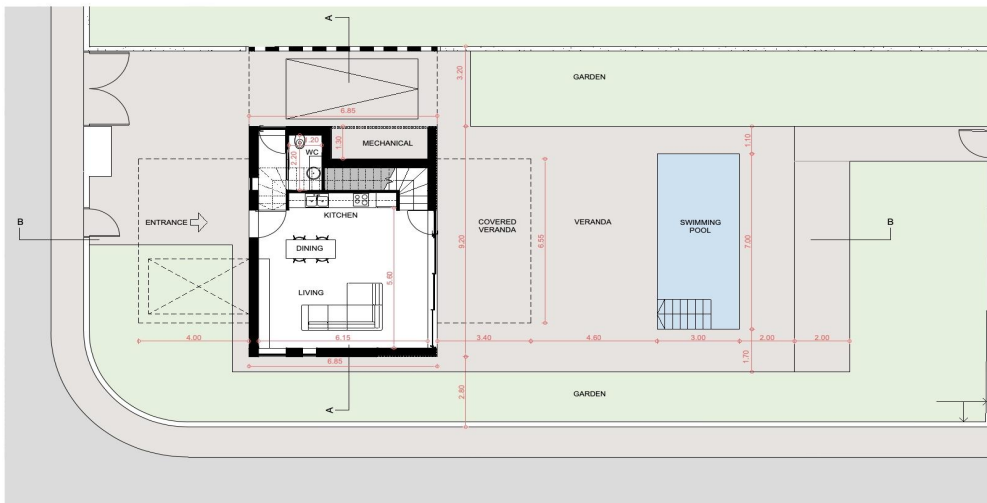 A
GARDEN
3.20
6.85
1.20
WC
2.20
1.30
MECHANICAL
1.10
B
ENTRANCE
KITCHEN
DINING
LIVING
5.60
9.20
COVERED
VERANDA
6.55
VERANDA
SWIMMING
POOL
7.00
B
4.00
6.15
3.40
4.60
3.00
2.00
2.00
6.85
1.70
2.80
A
GARDEN